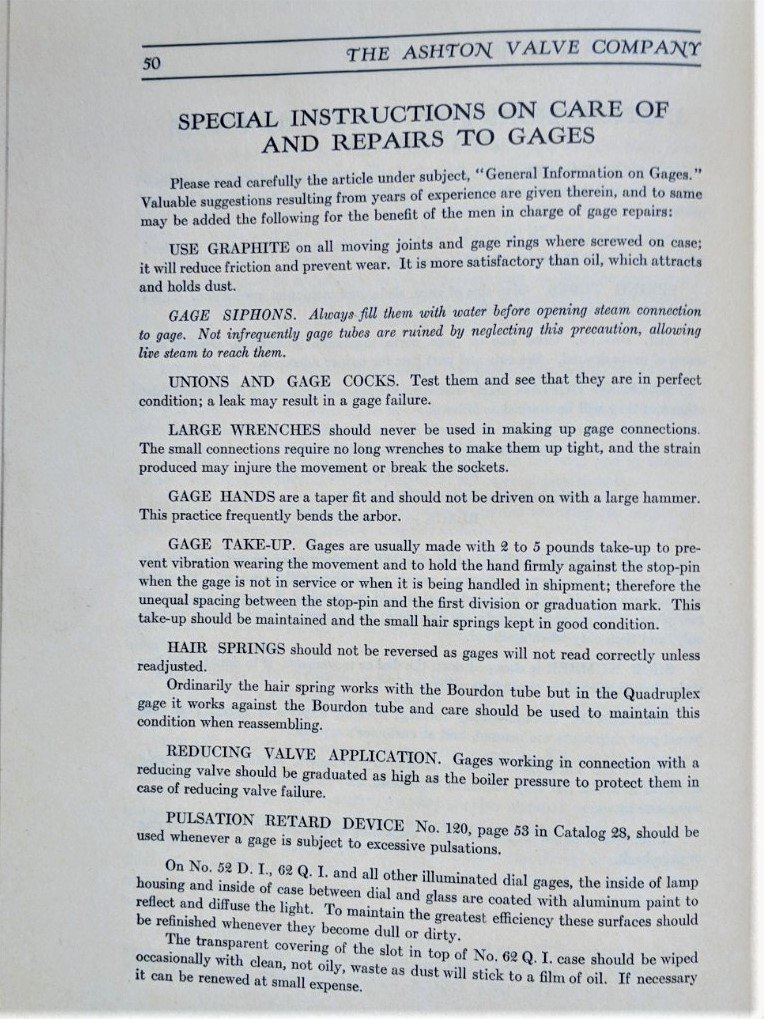 50 THE ASHTON VALVE COMPANY
SPECIAL INSTRUCTIONS ON CARE OF
AND REPAIRS TO GAGES
Please read carefully the article under subject, "General Information on Gages."
Valuable suggestions resulting from years of experience are given therein, and to same
may be added the following for the benefit of the men in charge of gage repairs:
USE GRAPHITE on all moving joints and gage rings where screwed on case;
it will reduce friction and prevent wear. It is more satisfactory than oil, which attracts
and holds dust.
GAGE SIPHONS. Always fill them with water before opening steam connection
to gage. Not infrequently gage tubes are ruined by neglecting this precaution, allowing
live steam to reach them.
UNIONS AND GAGE COCKS. Test them and see that they are in perfect
condition; a leak may result in a gage failure.
LARGE WRENCHES should never be used in making up gage connections.
The small connections require no long wrenches to make them up tight, and the strain
produced may injure the movement or break the sockets.
GAGE HANDS are a taper fit and should not be driven on with a large hammer.
This practice frequently bends the arbor.
GAGE TAKE-UP. Gages are usually made with 2 to 5 pounds take-up to pre-
vent vibration wearing the movement and to hold the hand firmly against the stop-pin
when the gage is not in service or when it is being handled in shipment; therefore the
unequal spacing between the stop-pin and the first division or graduation mark. This
take-up should be maintained and the small hair springs kept in good condition.
HAIR SPRINGS should not be reversed as gages will not read correctly unless
readjusted.
Ordinarily the hair spring works with the Bourdon tube but in the Quadruplex
gage it works against the Bourdon tube and care should be used to maintain this
condition when reassembling.
REDUCING VALVE APPLICATION. Gages working in connection with a
reducing valve should be graduated as high as the boiler pressure to protect them in
case of reducing valve failure.
PULSATION RETARD DEVICE No. 120, page 53 in Catalog 28, should be
used whenever a gage is subject to excessive pulsations.
On No. 52 D. I., 62 Q. I. and all other illuminated dial gages, the inside of lamp
housing and inside of case between dial and glass are coated with aluminum paint to
reflect and diffuse the light. To maintain the greatest efficiency these surfaces should
be refinished whenever they become dull or dirty.
The transparent covering of the slot in top of No. 62 Q. I. case should be wiped
occasionally with clean, not oily, waste as dust will stick to a film of oil. If necessary
it can be renewed at small expense.